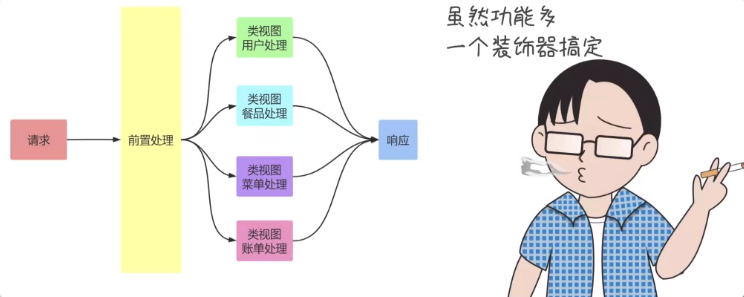 虽然功能多
一个装饰器搞定
请求
前置处理
类视图
用户处理
类视图
餐品处理
类视图
菜单处理
类视图
账单处理
响应